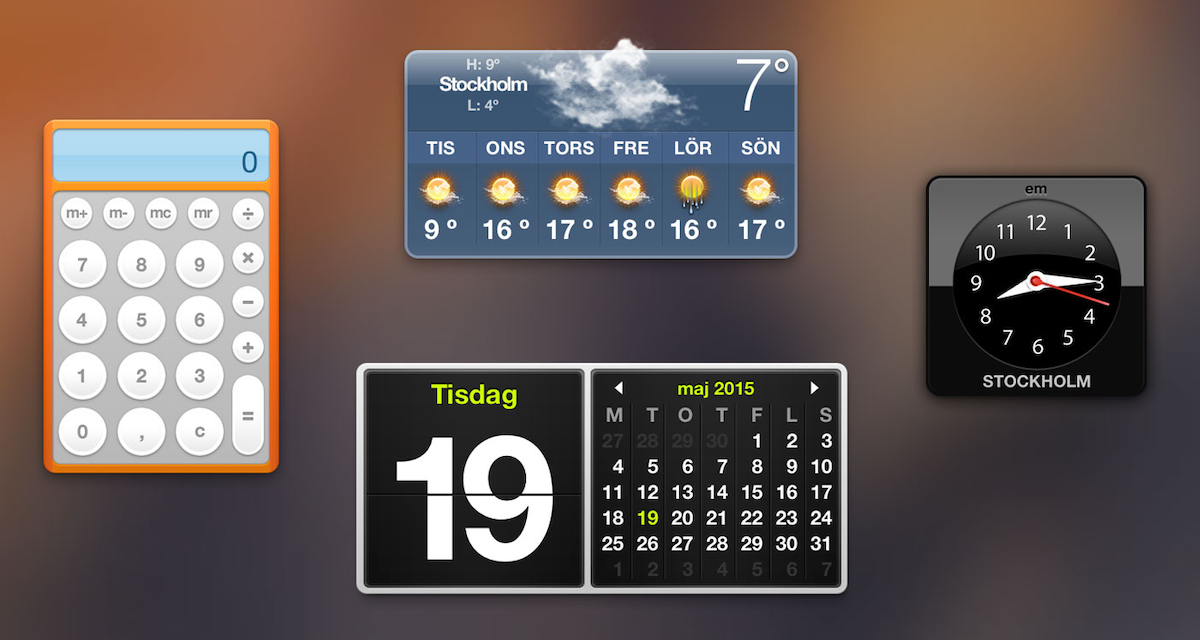 0
m+ m- mc mr ÷
7 8 9 ×
4 5 6 −
1 2 3 +
0 , c =
H: 9°
Stockholm
L: 4°
7°
TIS ONS TORS FRE LÖR SÖN
9 º 16 º 17 º 18 º 16 º 17 º
Tisdag
19
maj 2015
M T O T F L S
27 28 29 30 1 2 3
4 5 6 7 8 9 10
11 12 13 14 15 16 17
18 19 20 21 22 23 24
25 26 27 28 29 30 31
1 2 3 4 5 6 7
em
12
11 1
10 2
9 3
8 4
7 5
6
STOCKHOLM